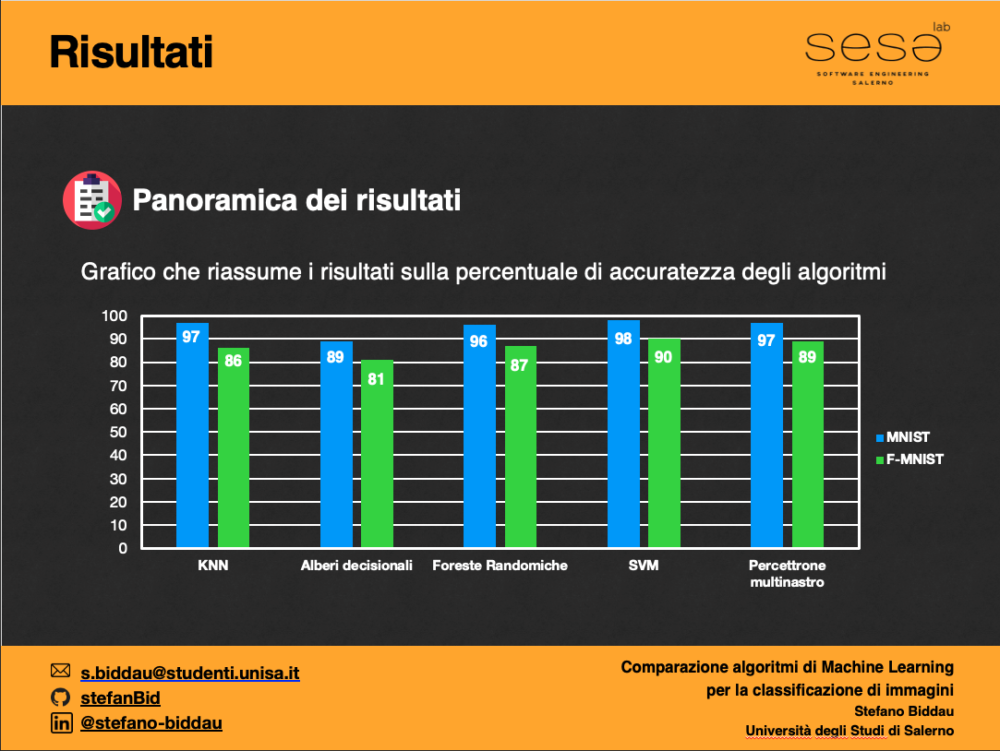 Risultati
sesa lab
SOFTWARE ENGINEERING
SALERNO
Panoramica dei risultati
Grafico che riassume i risultati sulla percentuale di accuratezza degli algoritmi
100
90
80
70
60
50
40
30
20
10
0
97
86
89
81
96
87
98
90
97
89
KNN
Alberi decisionali
Foreste Randomiche
SVM
Percettrone
multinastro
MNIST
F-MNIST
s.biddau@studenti.unisa.it
stefanBid
in
@stefano-biddau
Comparazione algoritmi di Machine Learning
per la classificazione di immagini
Stefano Biddau
Università degli Studi di Salerno